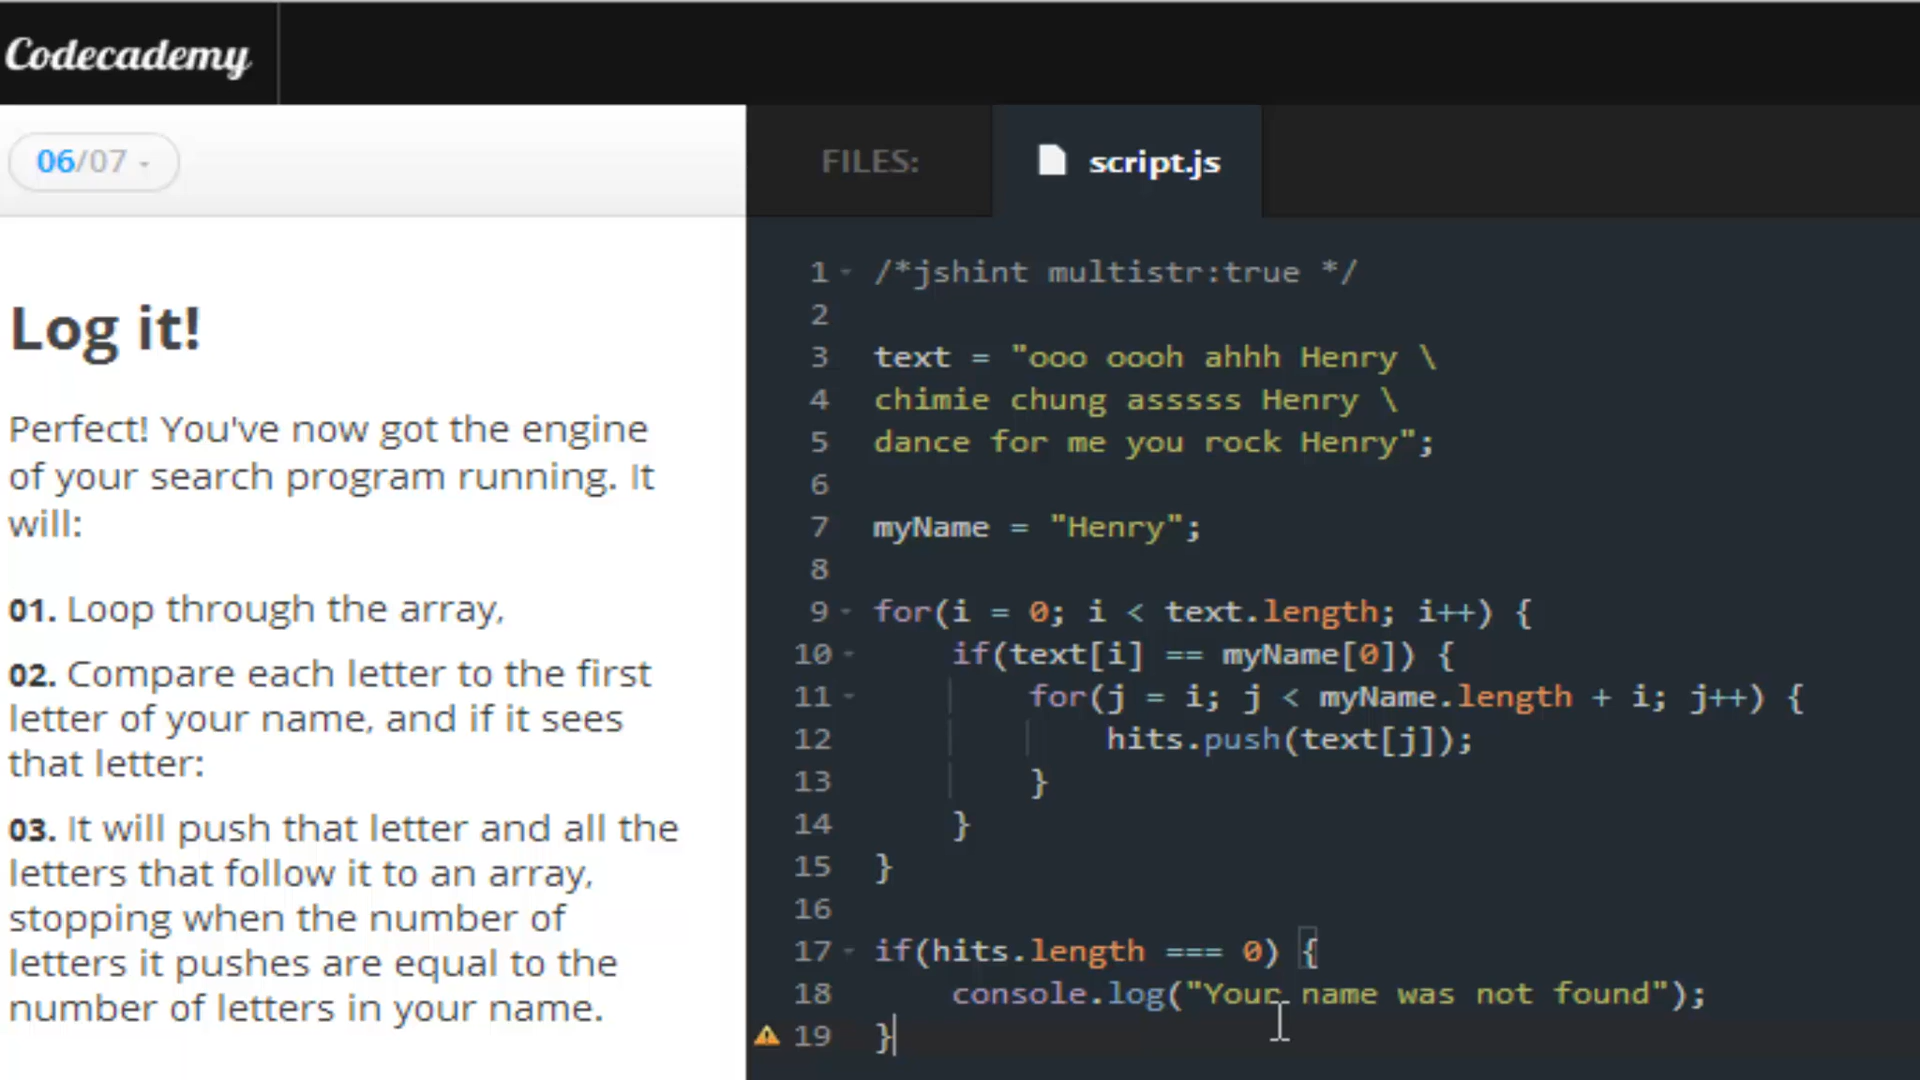 Codecademy
06/07
FILES:
script.js
Log it!
Perfect! You've now got the engine
of your search program running. It
will:
01. Loop through the array,
02. Compare each letter to the first
letter of your name, and if it sees
that letter:
03. It will push that letter and all the
letters that follow it to an array,
stopping when the number of
letters it pushes are equal to the
number of letters in your name.
1 /*jshint multistr:true */
2
3 text = "ooo oooh ahhh Henry \
4 chimie chung asssss Henry \
5 dance for me you rock Henry";
6
7 myName = "Henry";
8
9 for(i = 0; i < text.length; i++) {
10 if(text[i] == myName[0]) {
11 for(j = i; j < myName.length + i; j++) {
12 hits.push(text[j]);
13 }
14 }
15 }
16
17 if(hits.length === 0) {
18 console.log("Your name was not found");
19 }